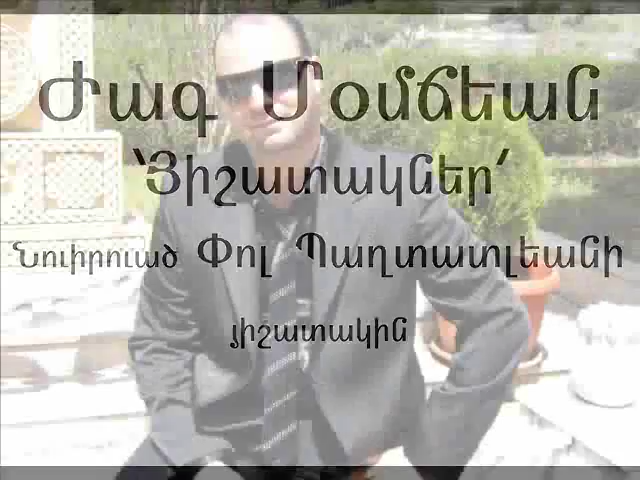 Ժագ Մօմճեան
՝Յիշատակներ՛
Նուիրուած Փոլ Պաղտատլեանի
յիշատակին